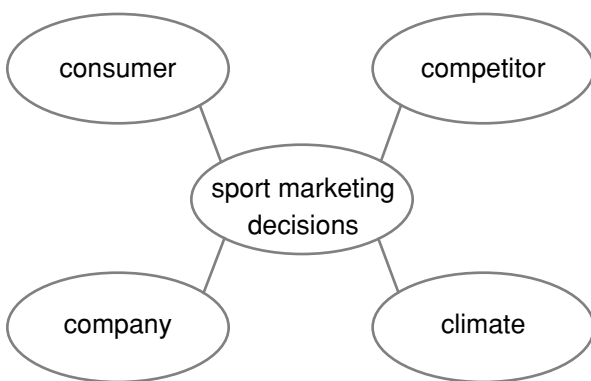 consumer
competitor
sport marketing
decisions
company
climate